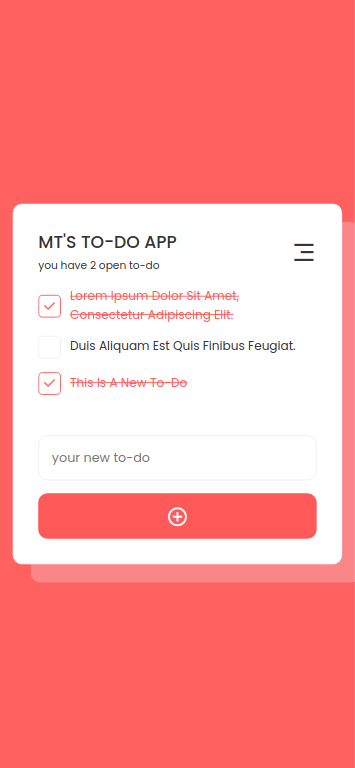 MT'S TO-DO APP
you have 2 open to-do
Lorem Ipsum Dolor Sit Amet,
Consectetur Adipiscing Elit.
Duis Aliquam Est Quis Finibus Feugiat.
This Is A New To-Do
your new to-do